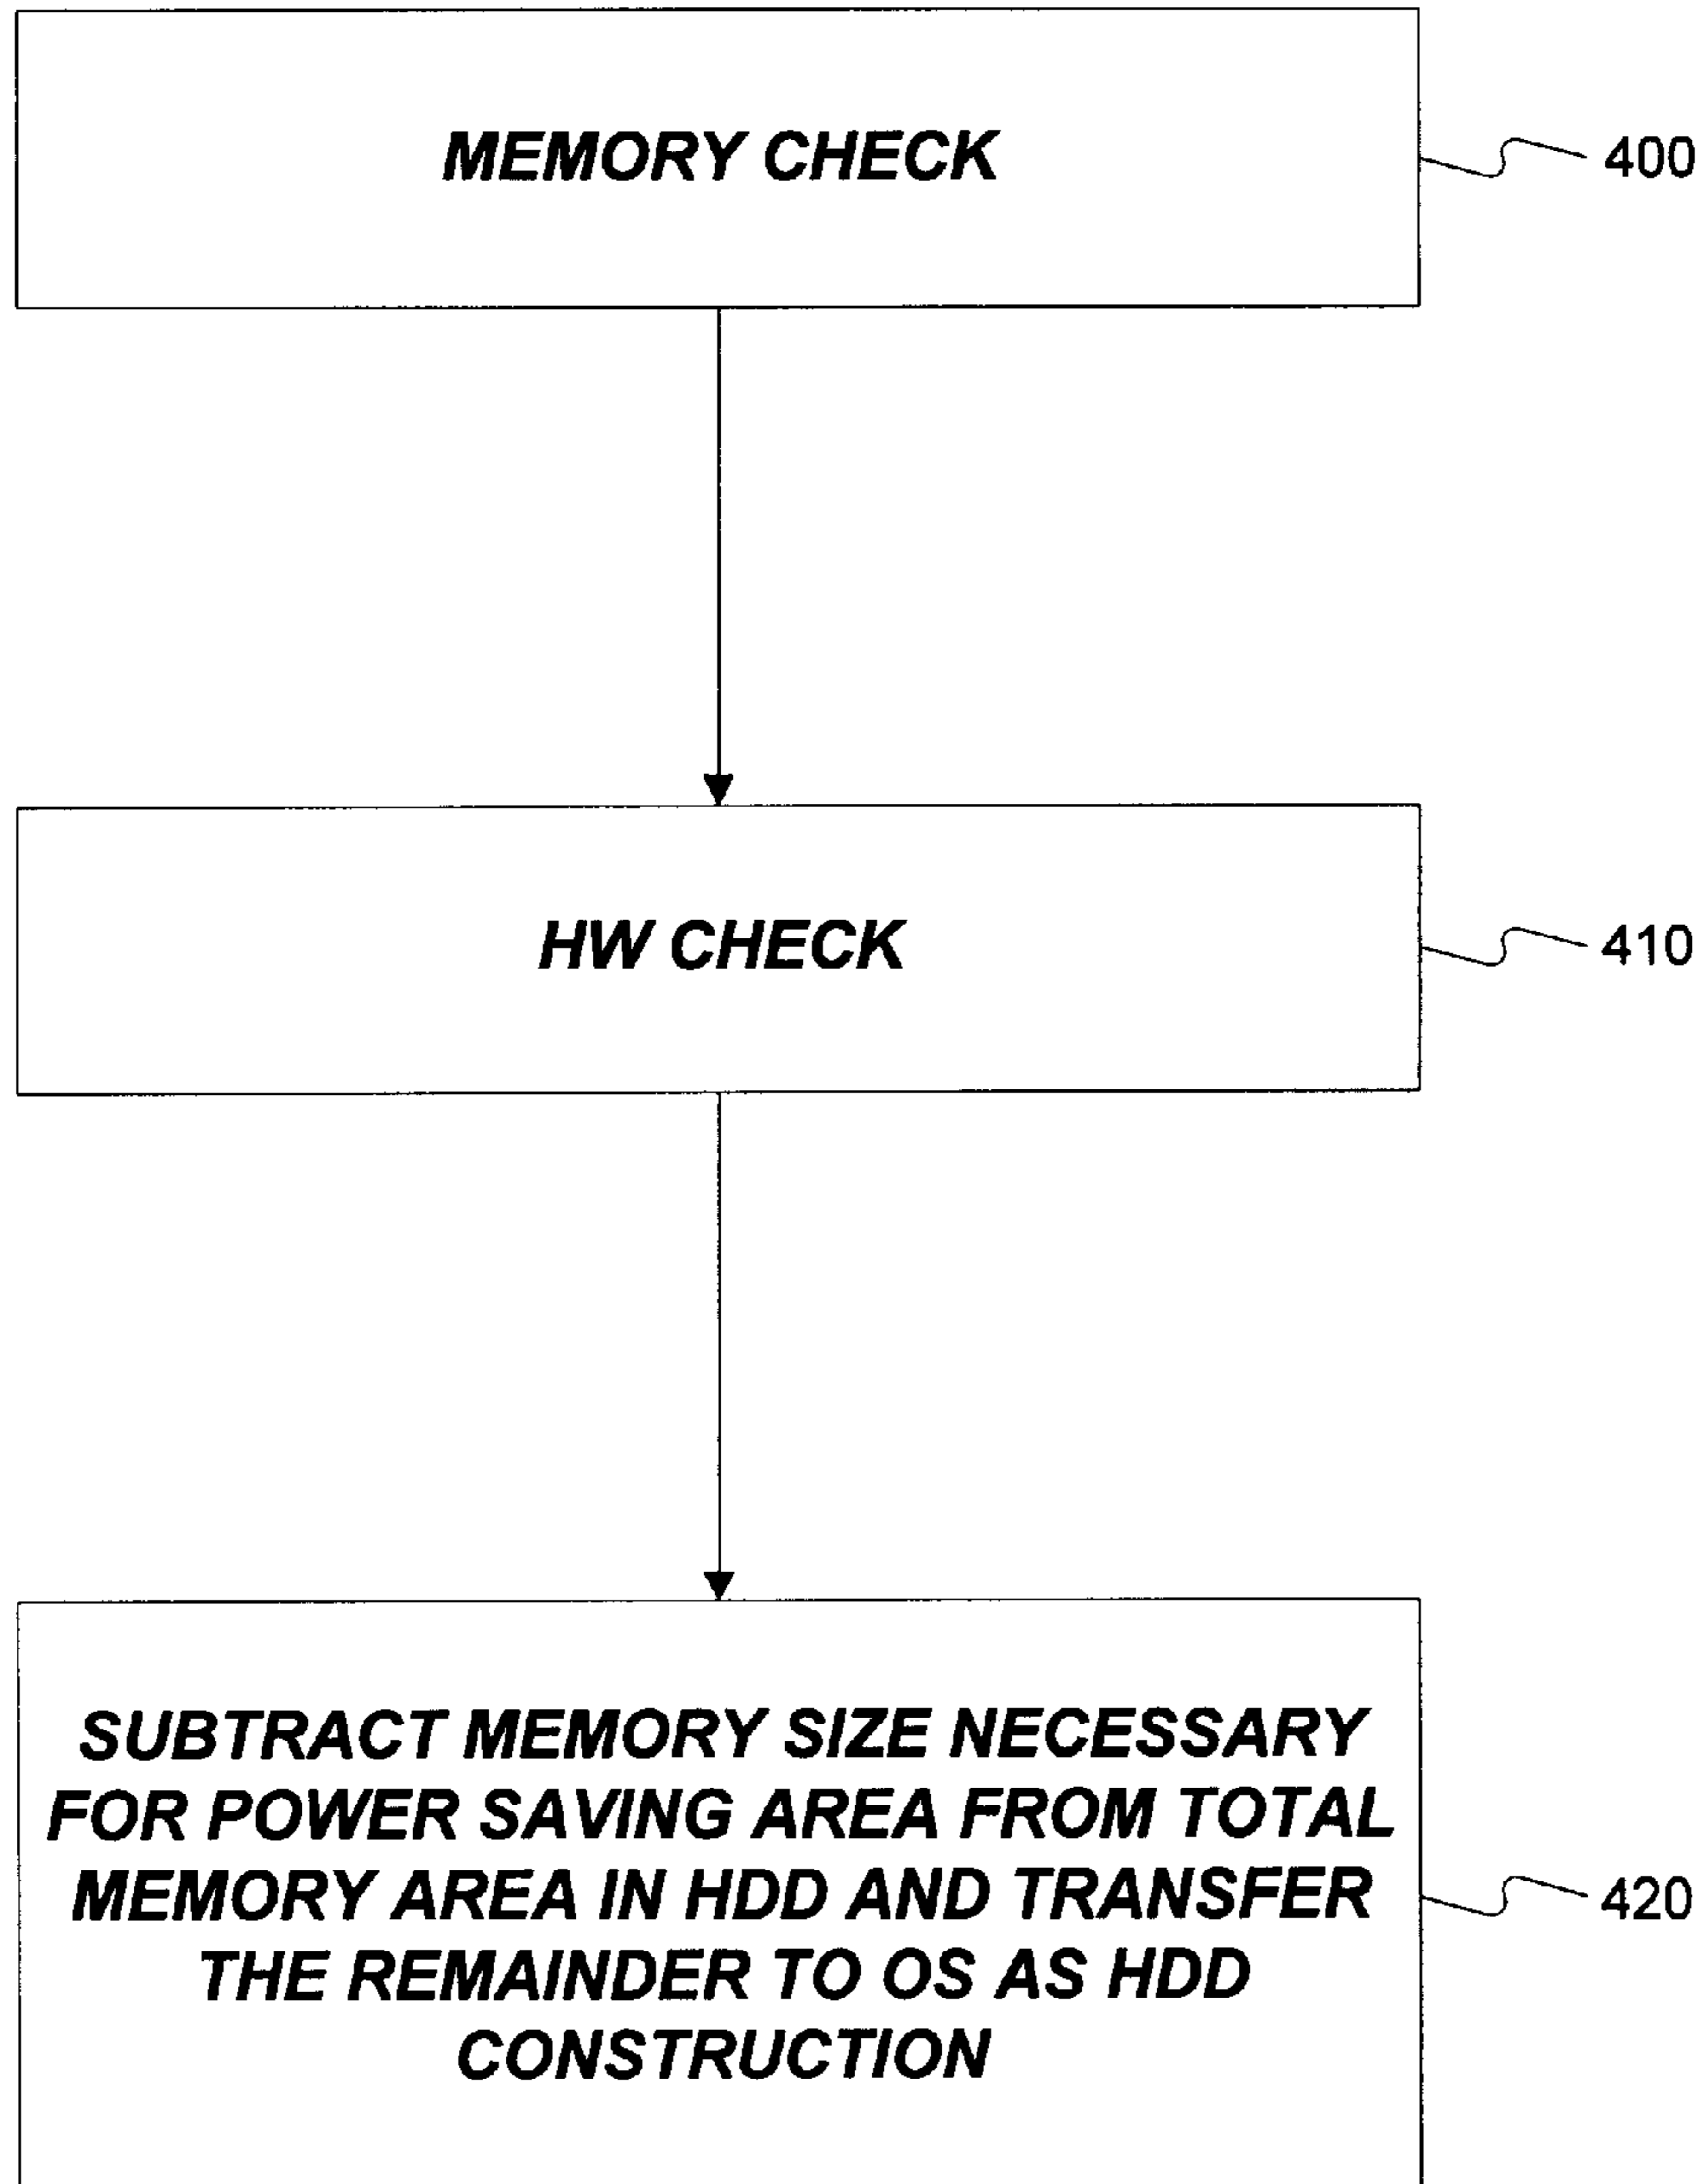 MEMORY CHECK
400
HW CHECK
410
SUBTRACT MEMORY SIZE NECESSARY
FOR POWER SAVING AREA FROM TOTAL
MEMORY AREA IN HDD AND TRANSFER
THE REMAINDER TO OS AS HDD
CONSTRUCTION
420